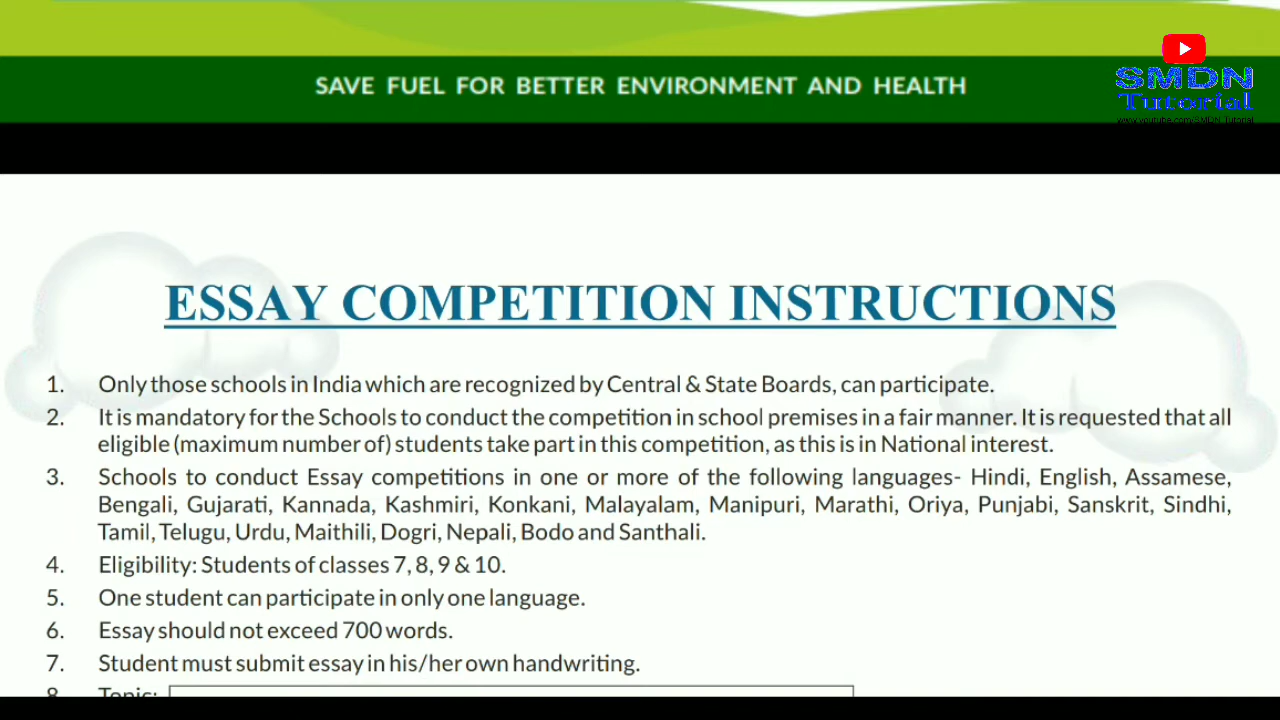 SAVE FUEL FOR BETTER ENVIRONMENT AND HEALTH
SMDN
Tutorial
www.youtube.com/SMDN Tutorial
ESSAY COMPETITION INSTRUCTIONS
1. Only those schools in India which are recognized by Central & State Boards, can participate.
2. It is mandatory for the Schools to conduct the competition in school premises in a fair manner. It is requested that all
eligible (maximum number of) students take part in this competition, as this is in National interest.
3. Schools to conduct Essay competitions in one or more of the following languages- Hindi, English, Assamese,
Bengali, Gujarati, Kannada, Kashmiri, Konkani, Malayalam, Manipuri, Marathi, Oriya, Punjabi, Sanskrit, Sindhi,
Tamil, Telugu, Urdu, Maithili, Dogri, Nepali, Bodo and Santhali.
4. Eligibility: Students of classes 7, 8, 9 & 10.
5. One student can participate in only one language.
6. Essay should not exceed 700 words.
7. Student must submit essay in his/her own handwriting.
8. Topic: